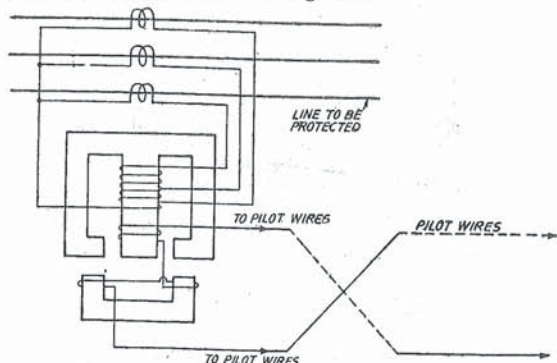 LINE TO BE
PROTECTED
TO PILOT WIRES
PILOT WIRES
TO PILOT WIRES